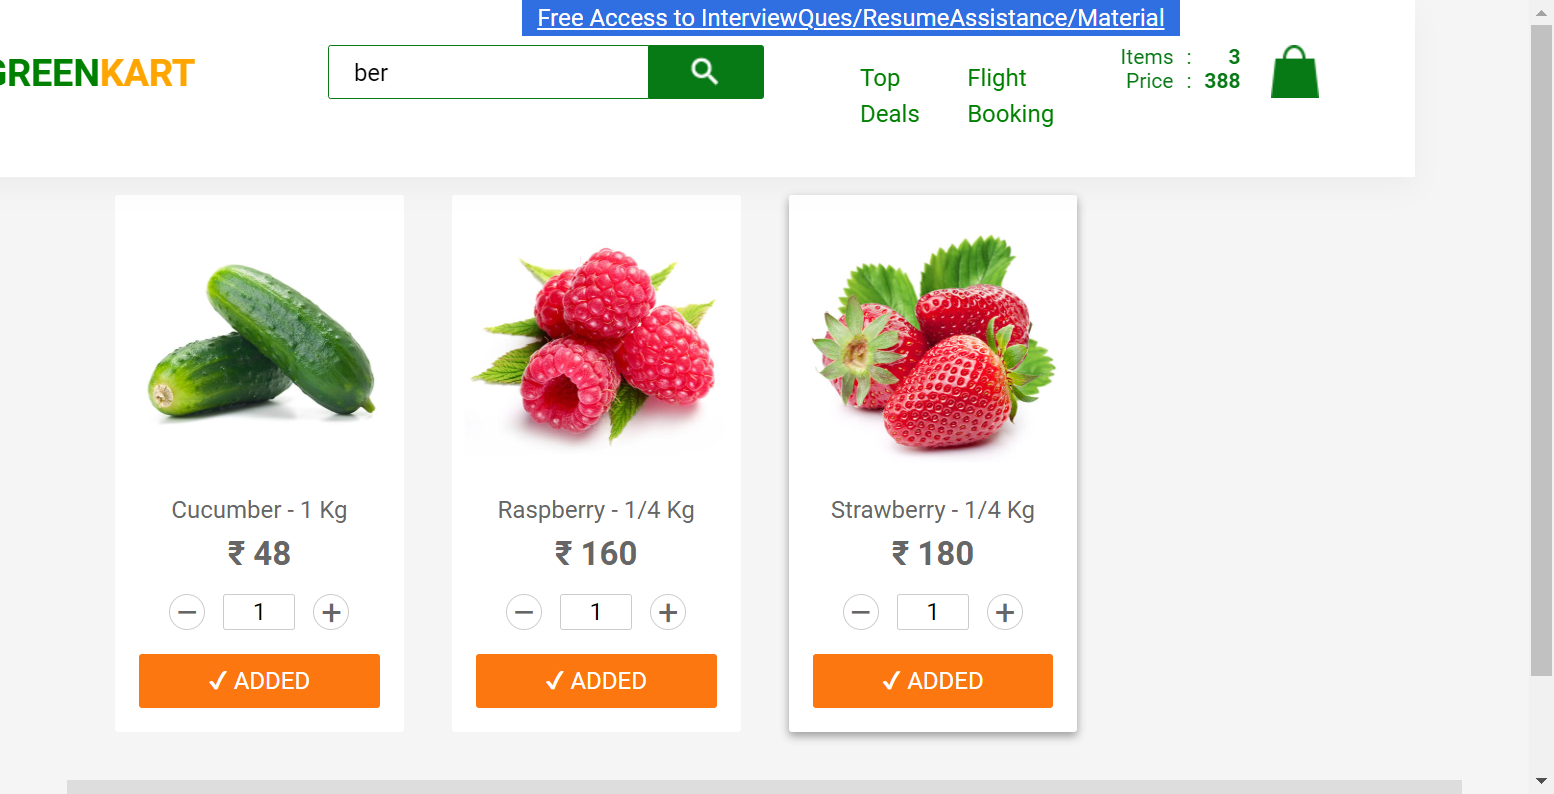 Free Access to InterviewQues/ResumeAssistance/Material
GREENKART
ber
Top
Deals
Flight
Booking
Items : 3
Price : 388
Cucumber - 1 Kg
₹ 48
1
✓ ADDED
Raspberry - 1/4 Kg
₹ 160
1
✓ ADDED
Strawberry - 1/4 Kg
₹ 180
1
✓ ADDED